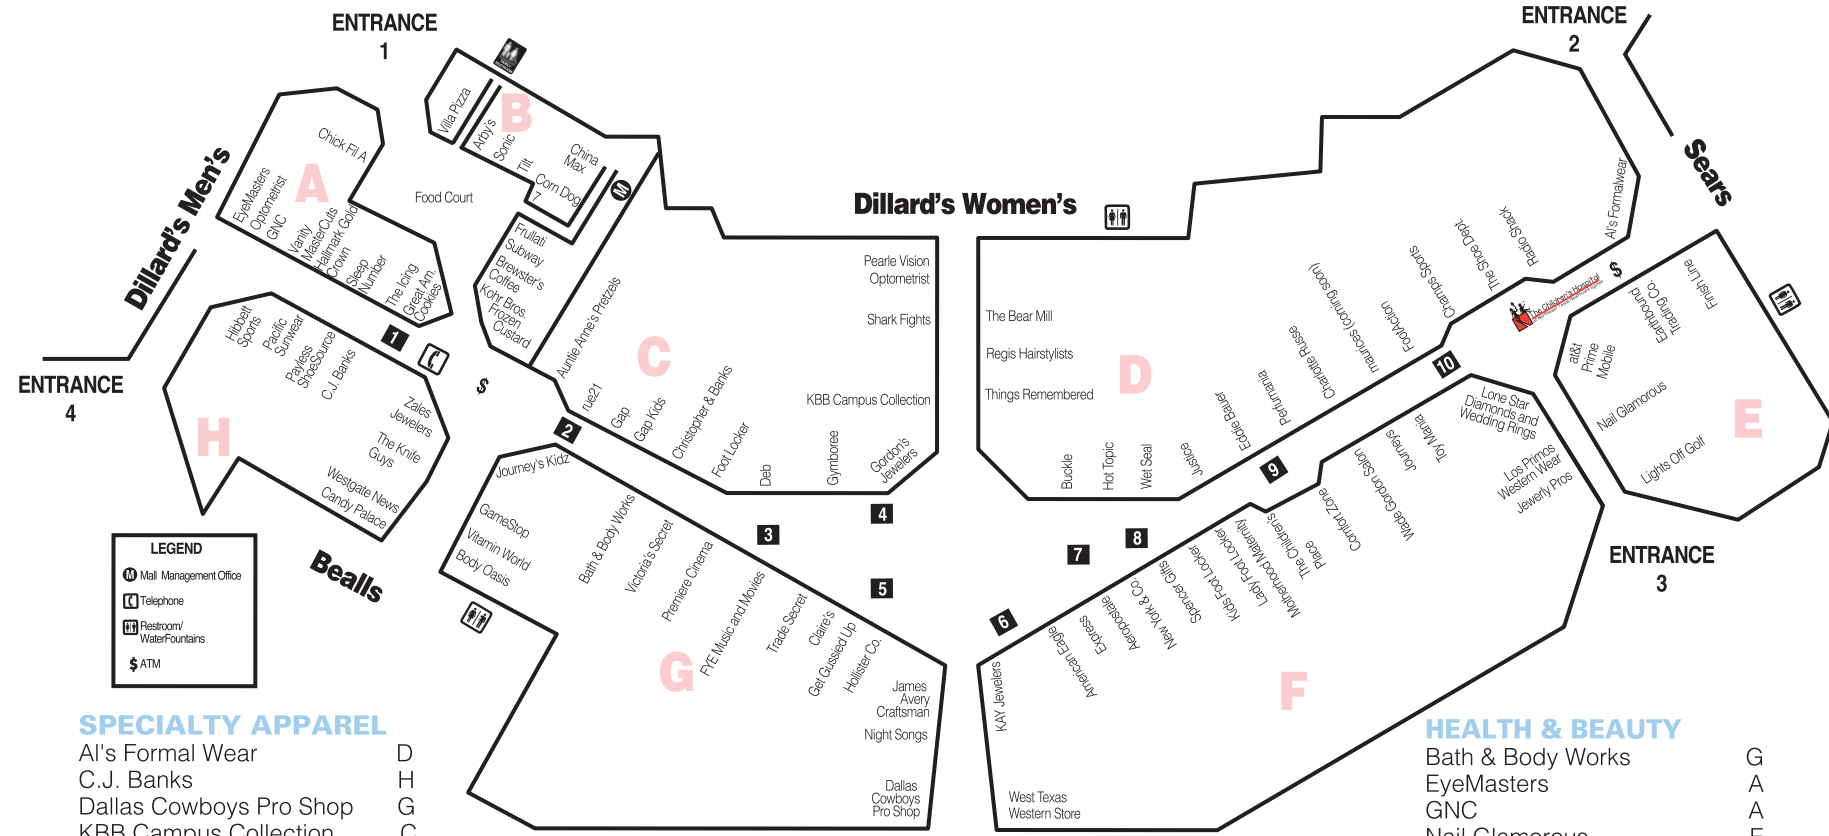 ENTRANCE
1
ENTRANCE
2
Dillard's Men's
Dillard's Women's
Sears
Bealls
ENTRANCE
4
ENTRANCE
3
A
Chick Fil A
EyeMasters
Optometrist
GNC
Vanity
MasterCuts
Hallmark Gold
Crown
Sleep
Number
The Icing
Great Am.
Cookies
B
Villa Pizza
Arby's
Sonic
Tilt
China
Max
Corn Dog
7
M
Food Court
Frullati
Subway
Brewster's
Coffee
Kohr Bros.
Frozen
Custard
C
Auntie Anne's Pretzels
rue21
Gap
Gap Kids
Christopher & Banks
Foot Locker
Deb
Gymboree
Gordon's
Jewelers
KBB Campus Collection
Shark Fights
Pearle Vision
Optometrist
D
The Bear Mill
Regis Hairstylists
Things Remembered
Buckle
Hot Topic
Wet Seal
Justice
Eddie Bauer
Perfumania
Charlotte Russe
maurices (coming soon)
FootAction
Champs Sports
The Shoe Dept.
Radio Shack
Al's Formalwear
$
The Children's Hospital
E
Finish Line
Earthbound
Trading Co.
at&t
Prime
Mobile
Nail Glamorous
Lights Off Golf
F
KAY Jewelers
American Eagle
Express
Aeropostale
New York & Co.
Spencer Gifts
Kids Foot Locker
Lady Foot Locker
Motherhood Maternity
The Children's
Place
Comfort Zone
Wade Gordon Salon
Journeys
Toy Mania
Lone Star
Diamonds and
Wedding Rings
Los Primos
Western Wear
Jewerly Pros
West Texas
Western Store
G
Journey's Kidz
GameStop
Vitamin World
Body Oasis
Bath & Body Works
Victoria's Secret
Premiere Cinema
FYE Music and Movies
Trade Secret
Claire's
Get Gussied Up
Hollister Co.
James
Avery
Craftsman
Night Songs
Dallas
Cowboys
Pro Shop
H
Hibbett
Sports
Pacific
Sunwear
Payless
ShoeSource
C.J. Banks
Zales
Jewelers
The Knife
Guys
Westgate News
Candy Palace
$
1
2
3
4
5
6
7
8
9
10
LEGEND
M Mall Management Office
Telephone
Restroom/
WaterFountains
$ ATM
SPECIALTY APPAREL
Al's Formal Wear D
C.J. Banks H
Dallas Cowboys Pro Shop G
KBB Campus Collection C
HEALTH & BEAUTY
Bath & Body Works G
EyeMasters A
GNC A
Nail Glamorous E